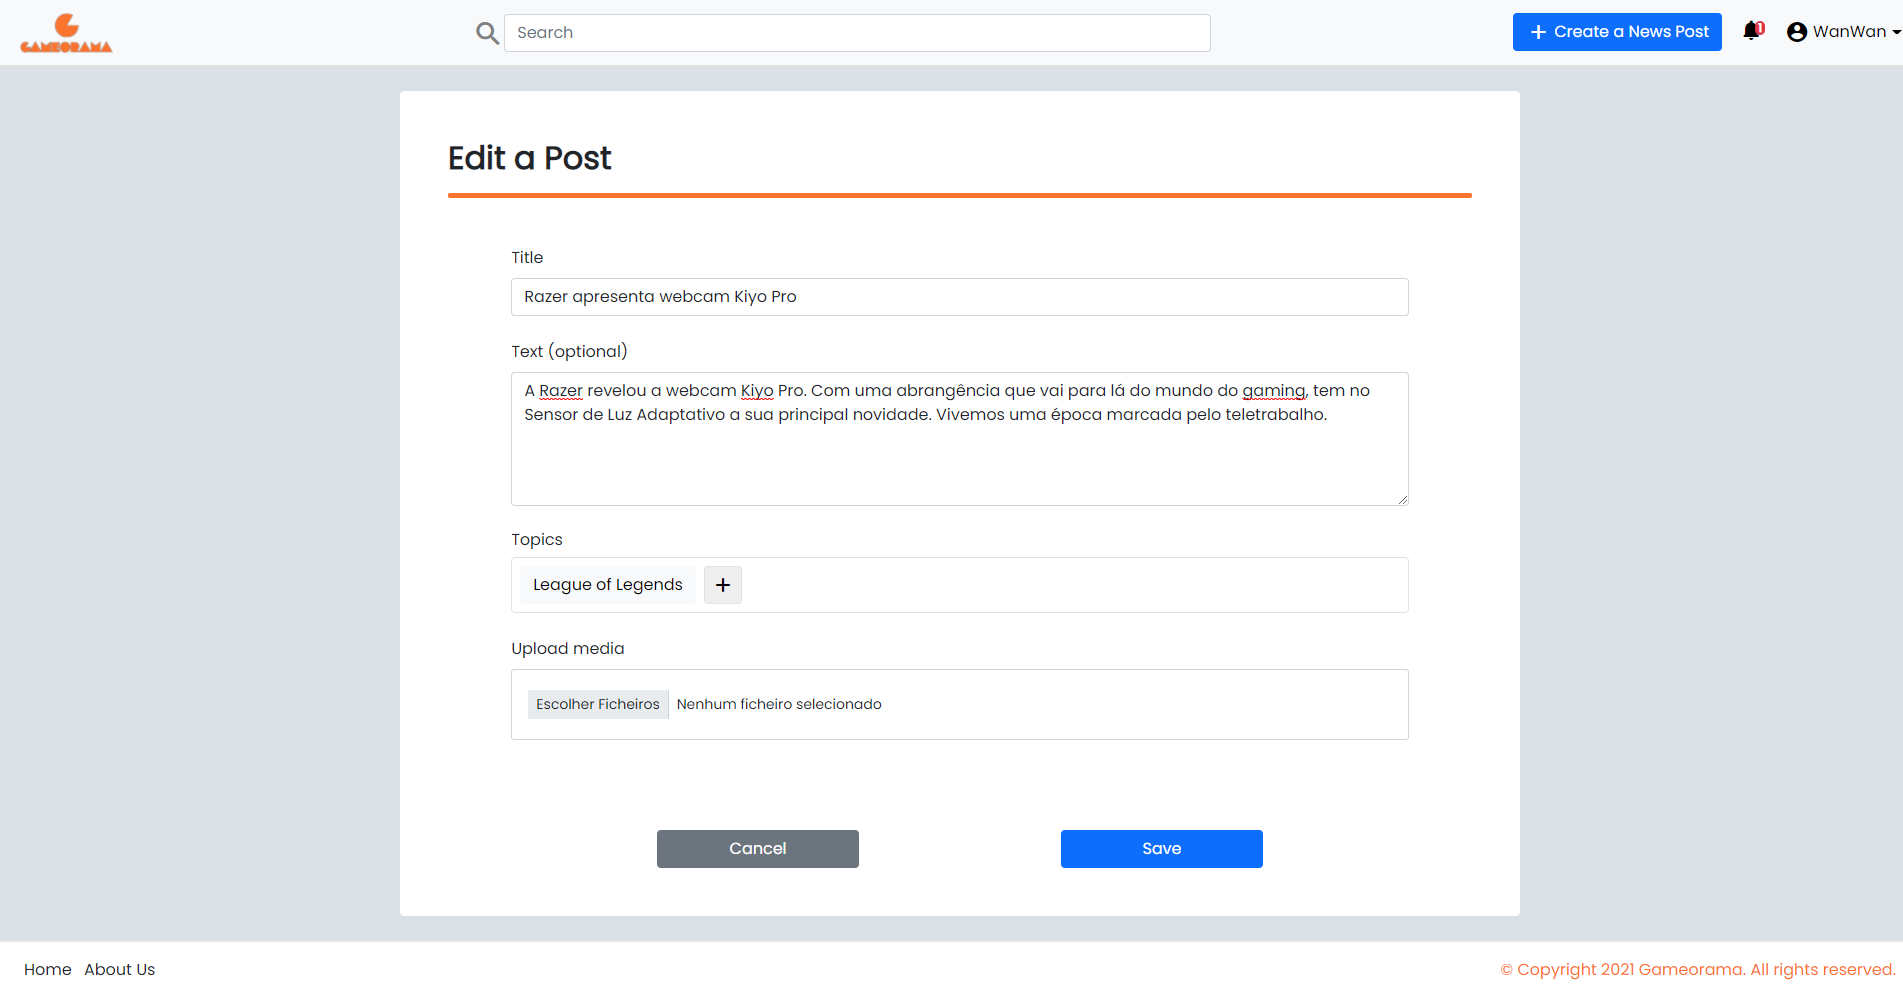 GAMEORAMA
Search
Create a News Post
1
WanWan
Edit a Post
Title
Razer apresenta webcam Kiyo Pro
Text (optional)
A Razer revelou a webcam Kiyo Pro. Com uma abrangência que vai para lá do mundo do gaming, tem no
Sensor de Luz Adaptativo a sua principal novidade. Vivemos uma época marcada pelo teletrabalho.
Topics
League of Legends
Upload media
Escolher Ficheiros Nenhum ficheiro selecionado
Cancel
Save
Home About Us
© Copyright 2021 Gameorama. All rights reserved.